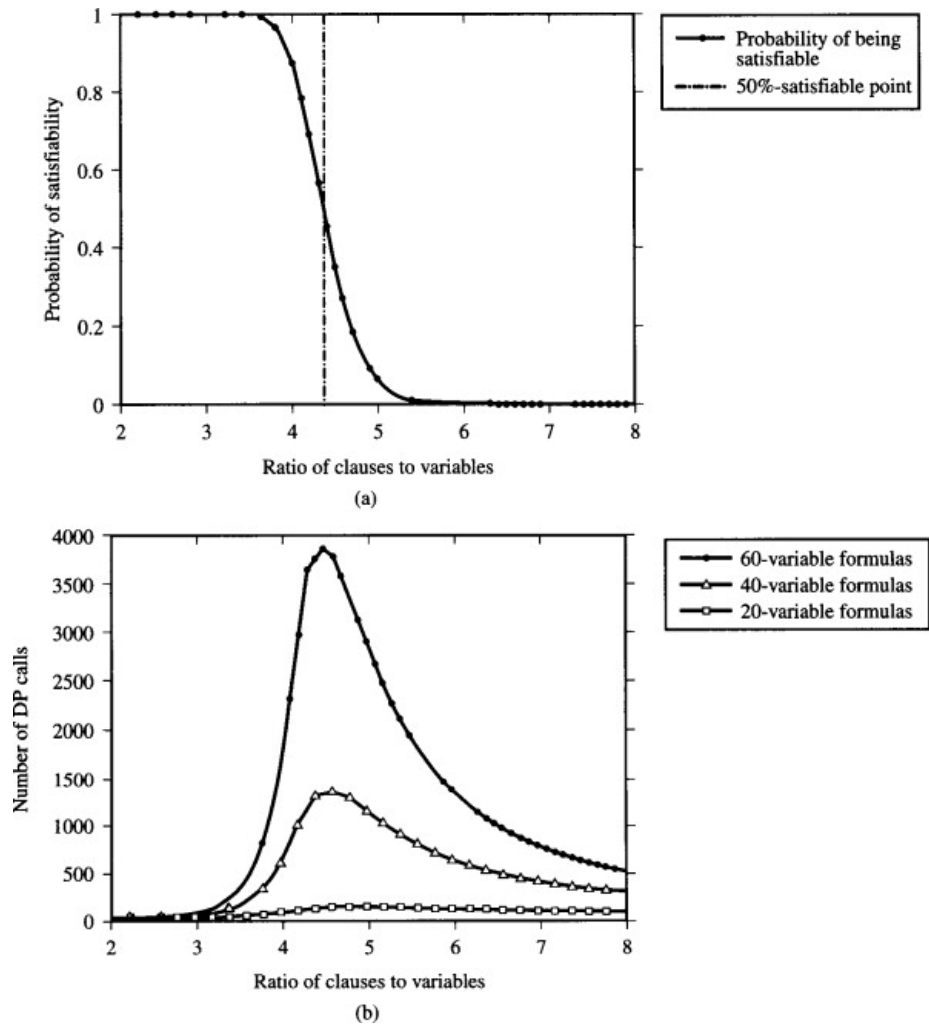 1
0.8
0.6
0.4
0.2
0
Probability of satisfiability
2 3 4 5 6 7 8
Ratio of clauses to variables
(a)
Probability of being
satisfiable
50%-satisfiable point
4000
3500
3000
2500
2000
1500
1000
500
0
Number of DP calls
2 3 4 5 6 7 8
Ratio of clauses to variables
(b)
60-variable formulas
40-variable formulas
20-variable formulas